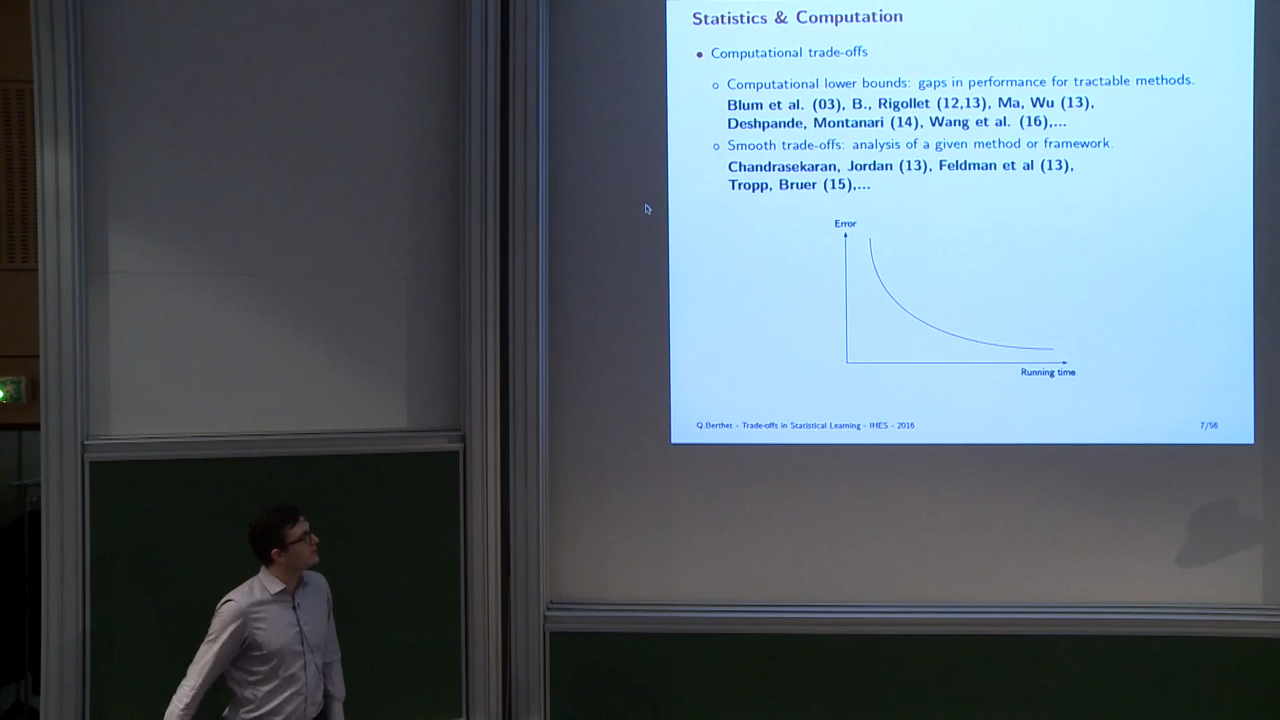 Statistics & Computation
• Computational trade-offs
○ Computational lower bounds: gaps in performance for tractable methods.
Blum et al. (03), B., Rigollet (12,13), Ma, Wu (13),
Deshpande, Montanari (14), Wang et al. (16),...
○ Smooth trade-offs: analysis of a given method or framework.
Chandrasekaran, Jordan (13), Feldman et al (13),
Tropp, Bruer (15),...
Error
Running time
Q.Berthet - Trade-offs in Statistical Learning - IHES - 2016
7/56